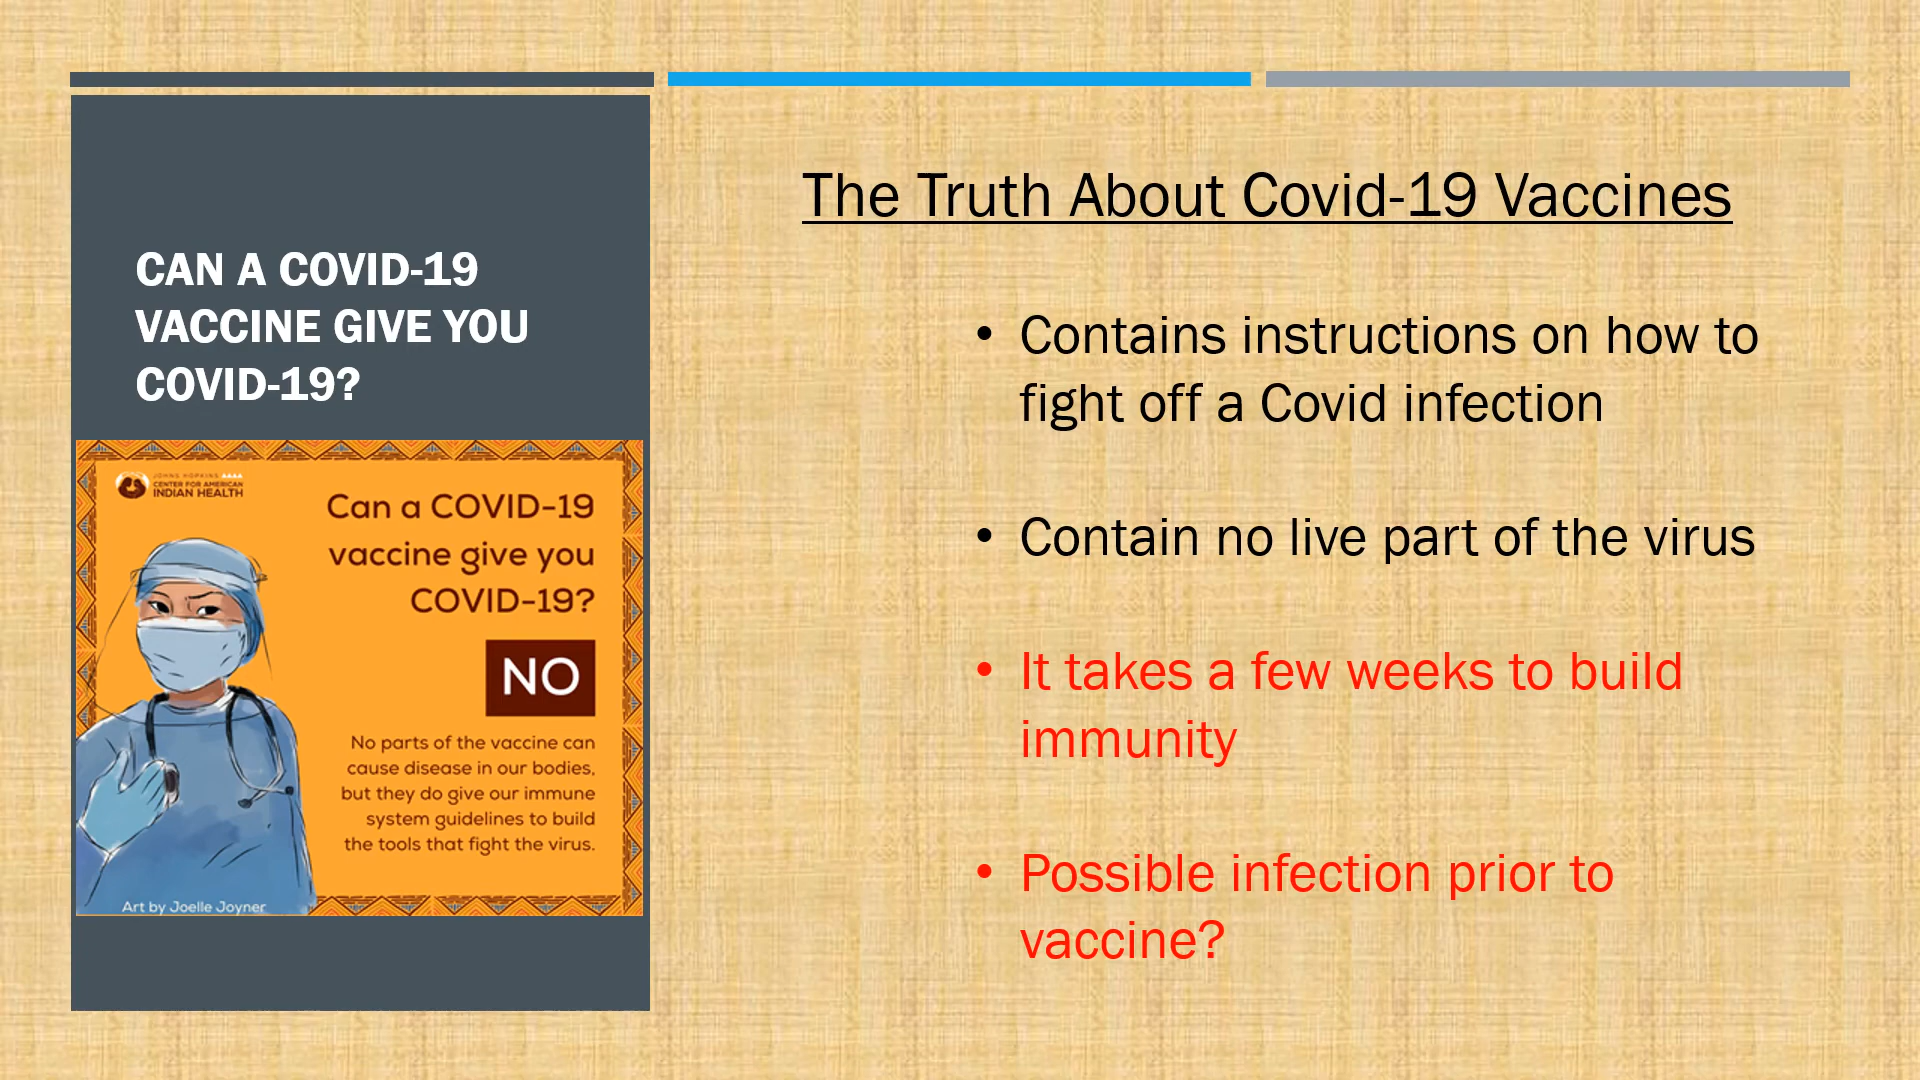 CAN A COVID-19
VACCINE GIVE YOU
COVID-19?
JOHNS HOPKINS
CENTER FOR AMERICAN
INDIAN HEALTH
Can a COVID-19
vaccine give you
COVID-19?
NO
No parts of the vaccine can
cause disease in our bodies,
but they do give our immune
system guidelines to build
the tools that fight the virus.
Art by Joelle Joyner
The Truth About Covid-19 Vaccines
• Contains instructions on how to
fight off a Covid infection
• Contain no live part of the virus
• It takes a few weeks to build
immunity
• Possible infection prior to
vaccine?